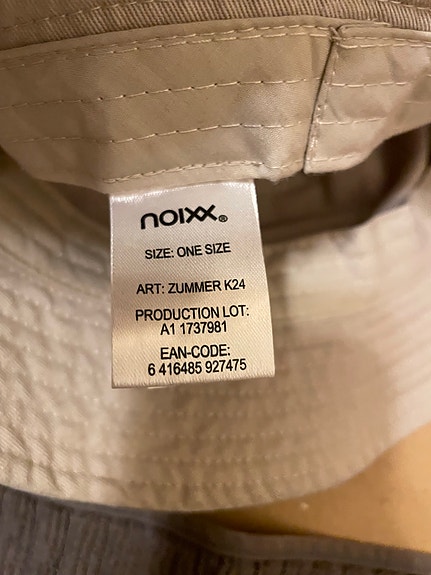 noixx®
SIZE: ONE SIZE
ART: ZUMMER K24
PRODUCTION LOT:
A1 1737981
EAN-CODE:
6 416485 927475